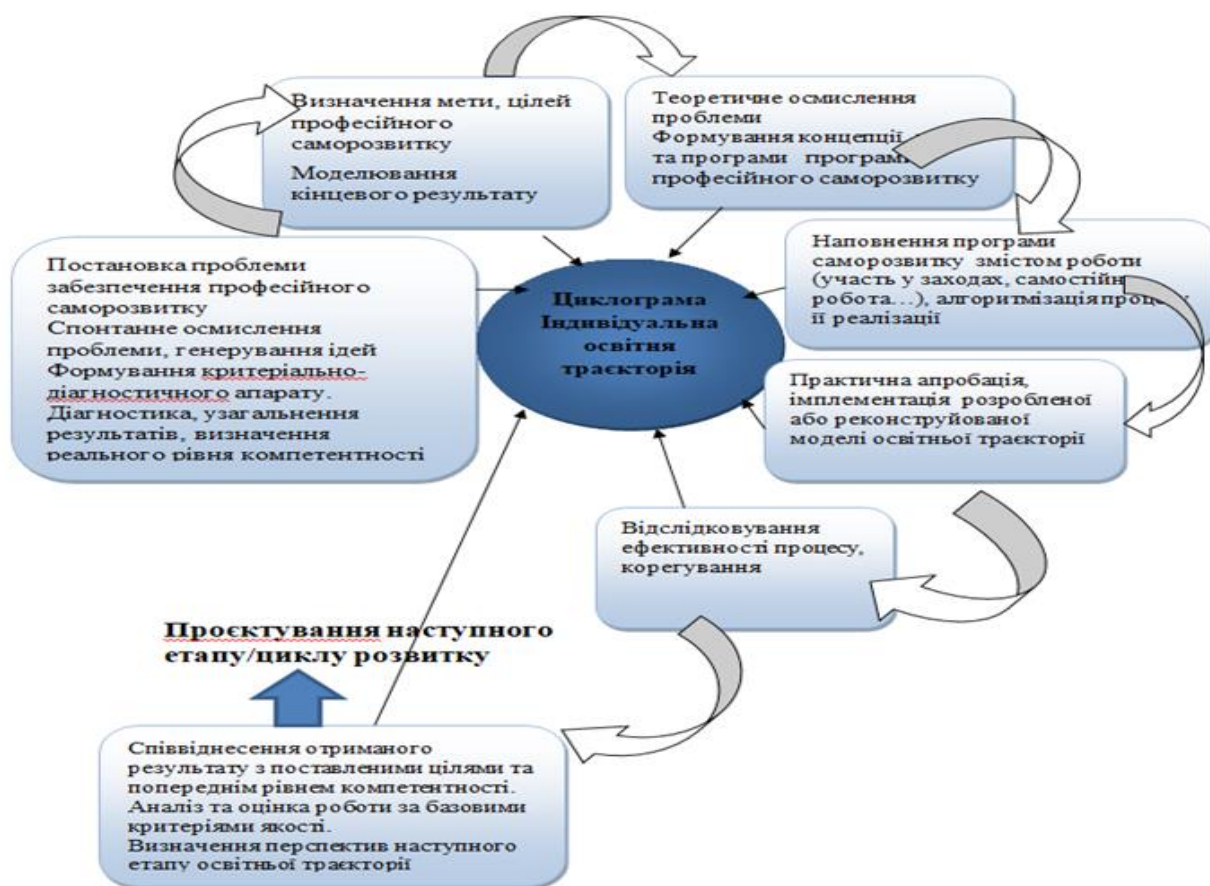 Визначення мети, цілей
професійного
саморозвитку
Моделювання
кінцевого результату
Теоретичне осмислення
проблеми
Формування концепції
та програми програми
професійного саморозвитку
Постановка проблеми
забезпечення професійного
саморозвитку
Спонтанне осмислення
проблеми, генерування ідей
Формування критеріально-
діагностичного апарату.
Діагностика, узагальнення
результатів, визначення
реального рівня компетентності
Циклограма
Індивідуальна
освітня
траєкторія
Наповнення програми
саморозвитку змістом роботи
(участь у заходах, самостійна
робота...), алгоритмізація процесу
її реалізації
Практична апробація,
імплементація розробленої
або реконструйованої
моделі освітньої траєкторії
Відслідковування
ефективності процесу,
корегування
Проєктування наступного
етапу/циклу розвитку
Співвіднесення отриманого
результату з поставленими цілями та
попереднім рівнем компетентності.
Аналіз та оцінка роботи за базовими
критеріями якості.
Визначення перспектив наступного
етапу освітньої траєкторії